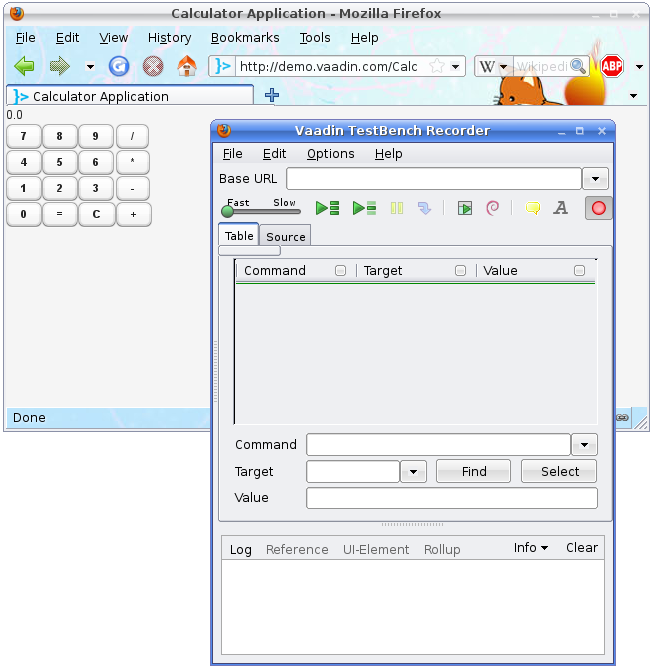 Calculator Application - Mozilla Firefox
File Edit View History Bookmarks Tools Help
http://demo.vaadin.com/Calc W Wikipedi ABP
Calculator Application
0.0
7 8 9 /
4 5 6 *
1 2 3 -
0 = C +
Done
Vaadin TestBench Recorder
File Edit Options Help
Base URL
Fast Slow
Table Source
Command Target Value
Command
Target Find Select
Value
Log Reference UI-Element Rollup Info Clear